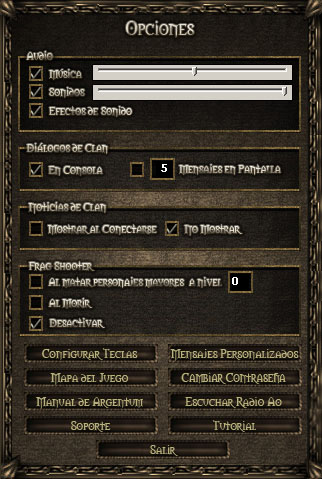 Opciones
Audio
Música
Sonidos
Efectos de Sonido
Diálogos de Clan
En Consola 5 Mensajes en Pantalla
Noticias de Clan
Mostrar al Conectarse No Mostrar
Frag Shooter
Al matar personajes mayores a nivel 0
Al Morir
Desactivar
Configurar Teclas Mensajes Personalizados
Mapa del Juego Cambiar Contraseña
Manual de Argentum Escuchar Radio Ao
Soporte Tutorial
Salir